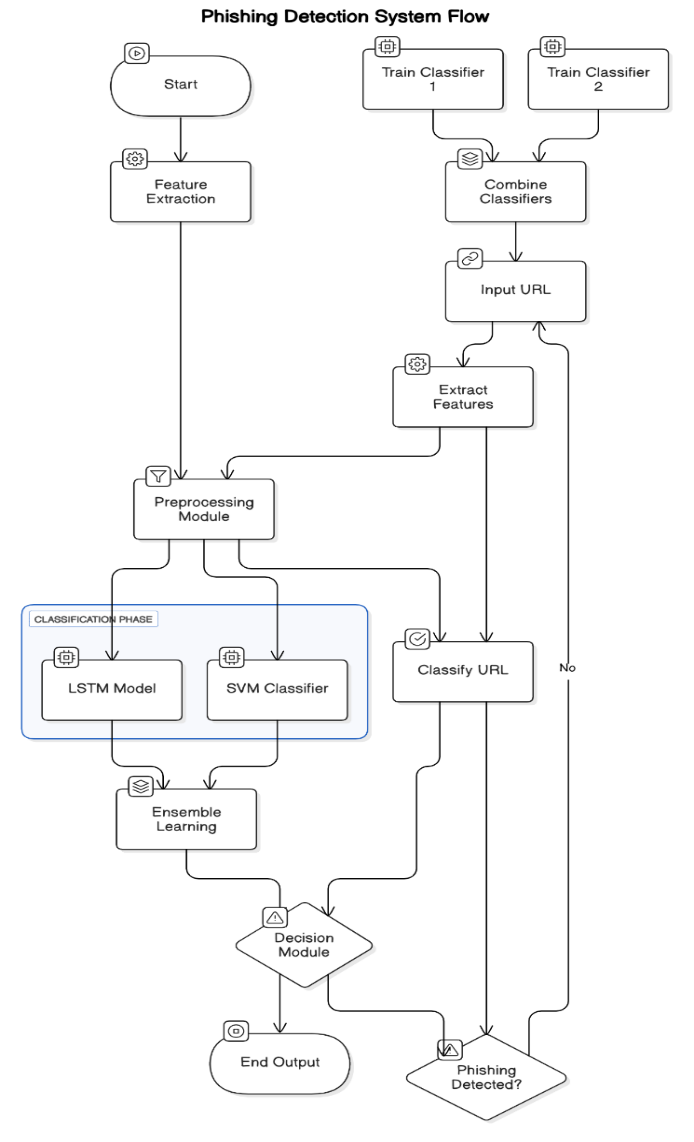 Phishing Detection System Flow
Start
Train Classifier
1
Train Classifier
2
Feature
Extraction
Combine
Classifiers
Input URL
Extract
Features
Preprocessing
Module
CLASSIFICATION PHASE
LSTM Model
SVM Classifier
Classify URL
No
Ensemble
Learning
Decision
Module
End Output
Phishing
Detected?